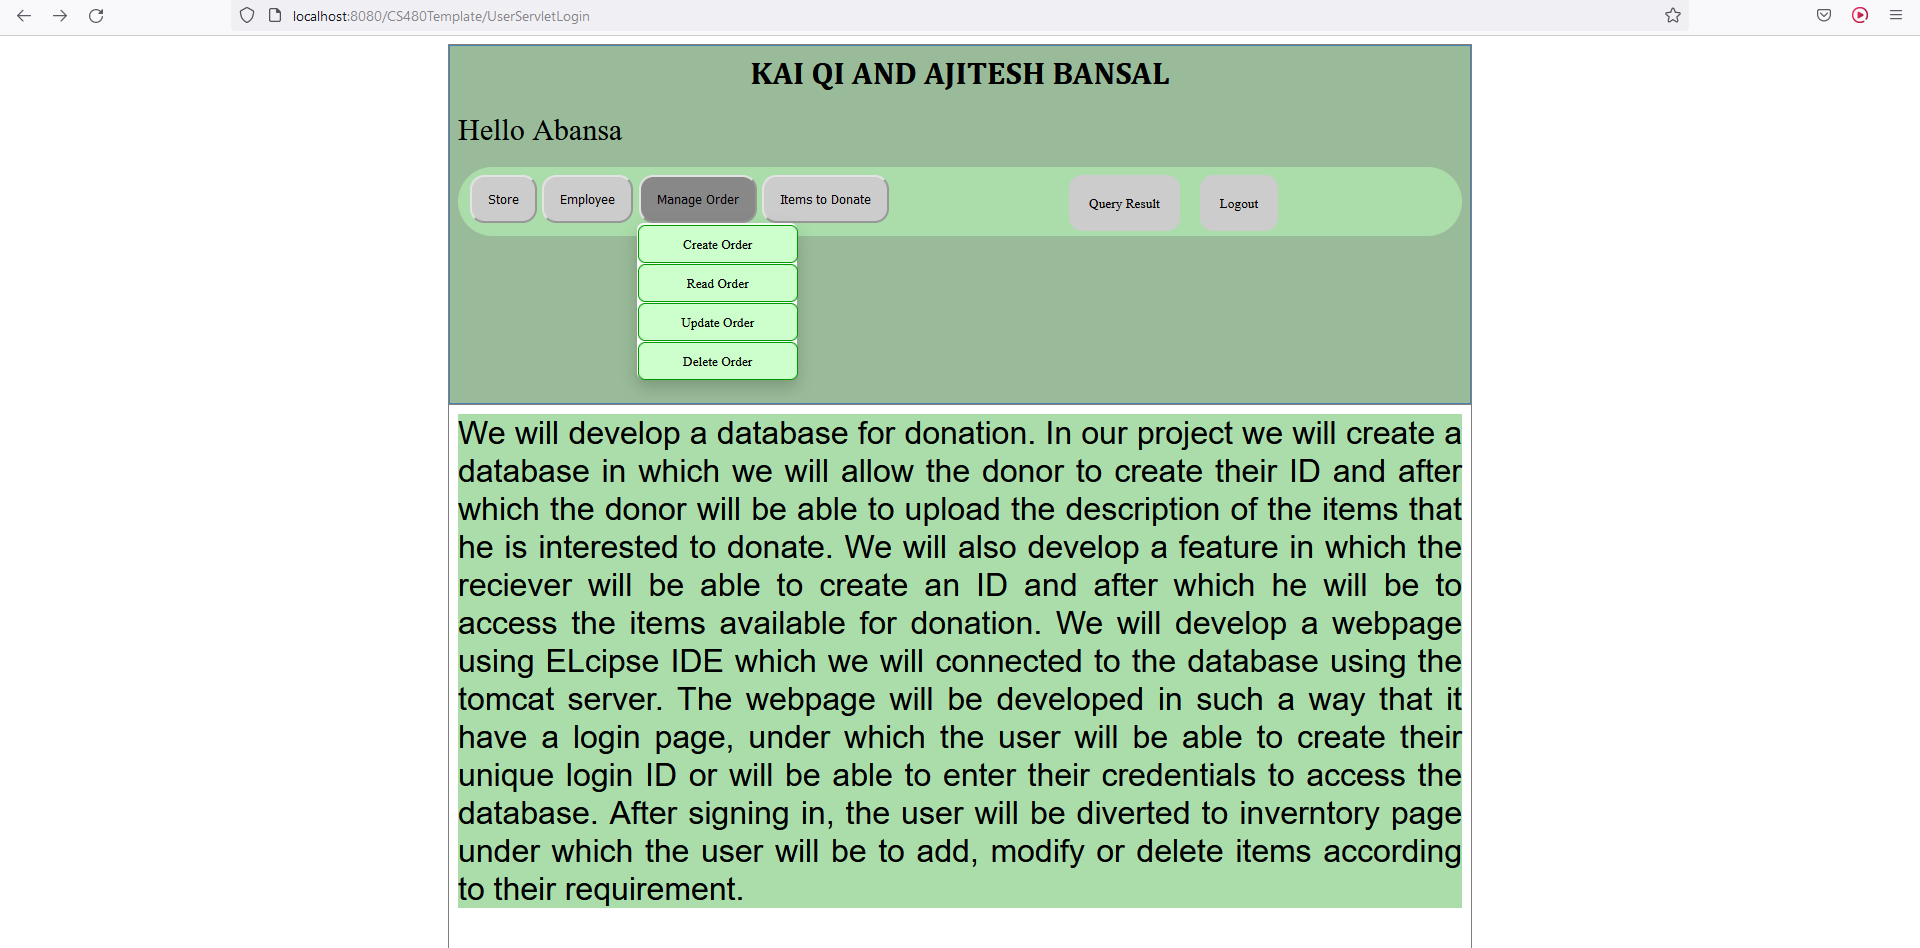 localhost:8080/CS480Template/UserServletLogin
KAI QI AND AJITESH BANSAL
Hello Abansa
Store Employee Manage Order Items to Donate Query Result Logout
Create Order
Read Order
Update Order
Delete Order
We will develop a database for donation. In our project we will create a
database in which we will allow the donor to create their ID and after
which the donor will be able to upload the description of the items that
he is interested to donate. We will also develop a feature in which the
reciever will be able to create an ID and after which he will be to
access the items available for donation. We will develop a webpage
using ELcipse IDE which we will connected to the database using the
tomcat server. The webpage will be developed in such a way that it
have a login page, under which the user will be able to create their
unique login ID or will be able to enter their credentials to access the
database. After signing in, the user will be diverted to inverntory page
under which the user will be to add, modify or delete items according
to their requirement.